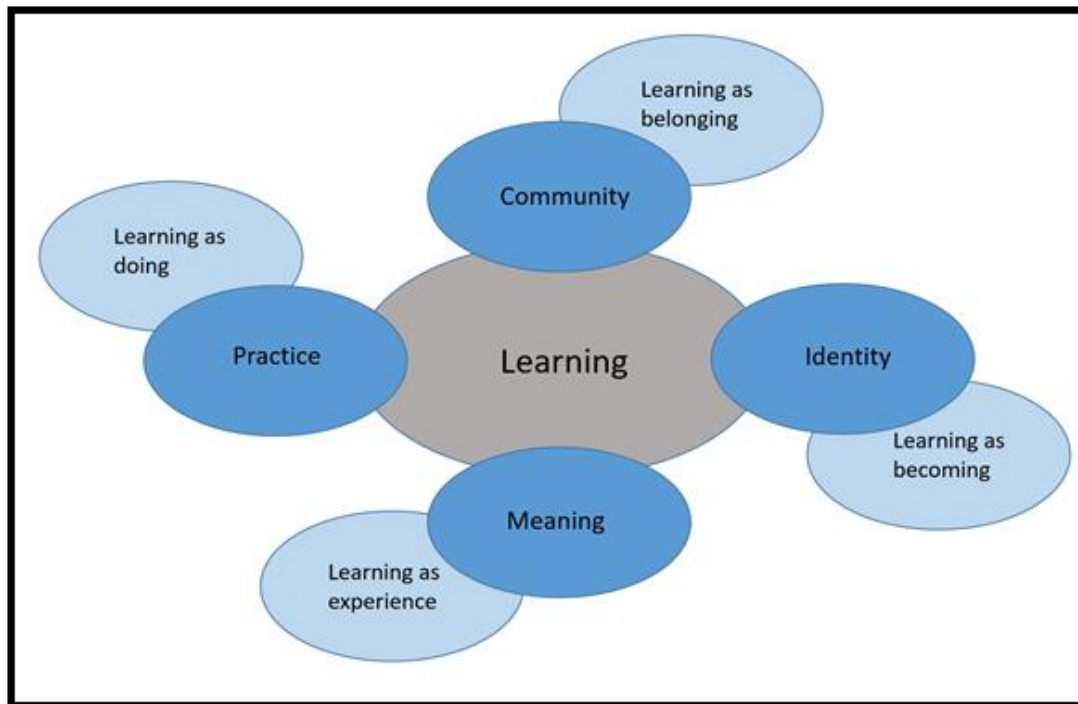 Learning as
belonging
Community
Learning as
doing
Practice
Learning
Identity
Learning as
becoming
Meaning
Learning as
experience